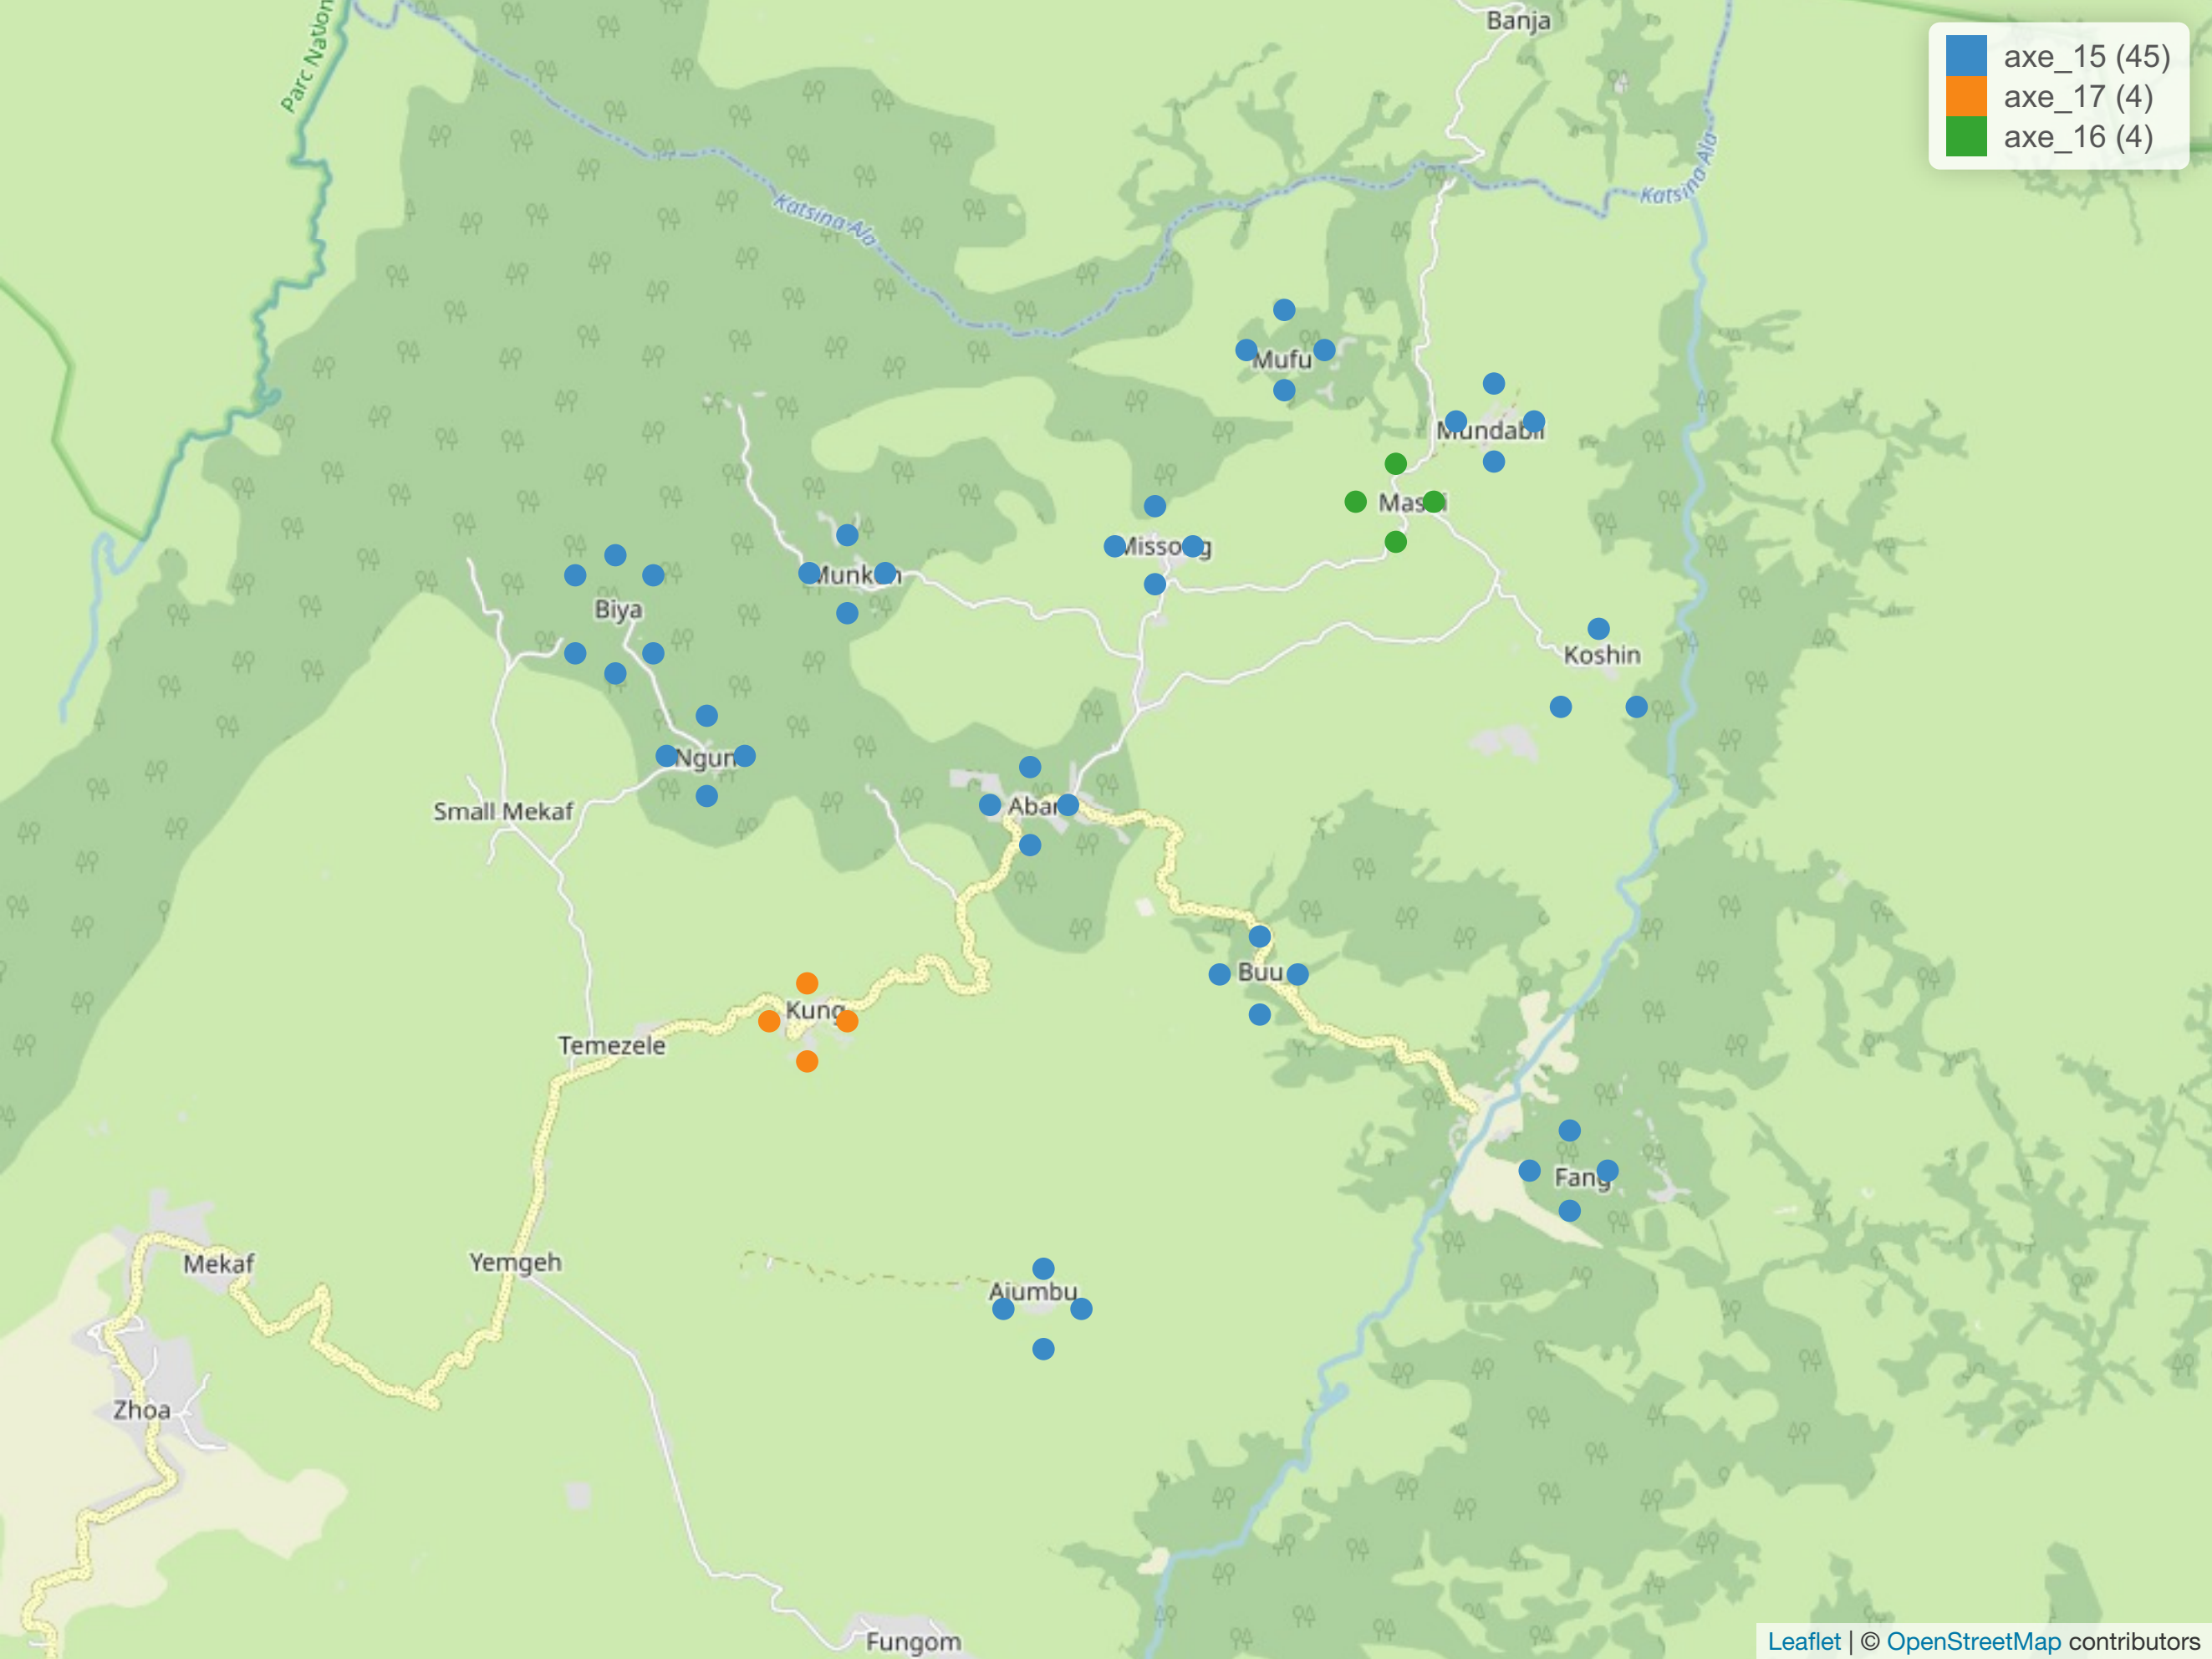 Banja
axe_15 (45)
axe_17 (4)
axe_16 (4)
Parc Nation
Katsina-Ala
Katsina Ala
Mufu
Missong
Biya
Koshin
Small Mekaf
Buu
Kung
Temezele
Fang
Mekaf
Yemgeh
Zhoa
Fungom
Leaflet | © OpenStreetMap contributors